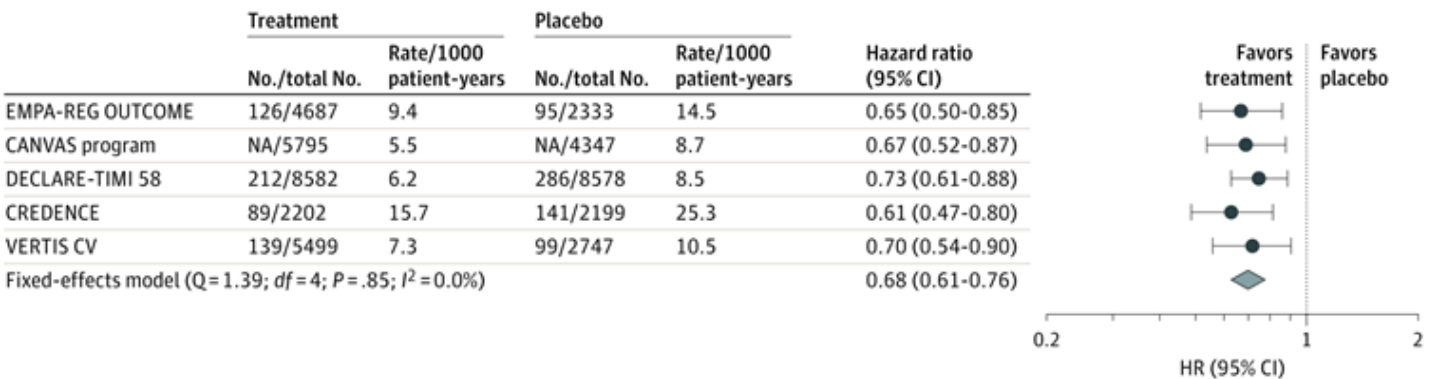 Treatment Placebo
No./total No. Rate/1000 patient-years No./total No. Rate/1000 patient-years Hazard ratio (95% CI) Favors treatment Favors placebo
EMPA-REG OUTCOME 126/4687 9.4 95/2333 14.5 0.65 (0.50-0.85)
CANVAS program NA/5795 5.5 NA/4347 8.7 0.67 (0.52-0.87)
DECLARE-TIMI 58 212/8582 6.2 286/8578 8.5 0.73 (0.61-0.88)
CREDENCE 89/2202 15.7 141/2199 25.3 0.61 (0.47-0.80)
VERTIS CV 139/5499 7.3 99/2747 10.5 0.70 (0.54-0.90)
Fixed-effects model (Q = 1.39; df = 4; P = .85; I² = 0.0%) 0.68 (0.61-0.76)
0.2 1 2
HR (95% CI)